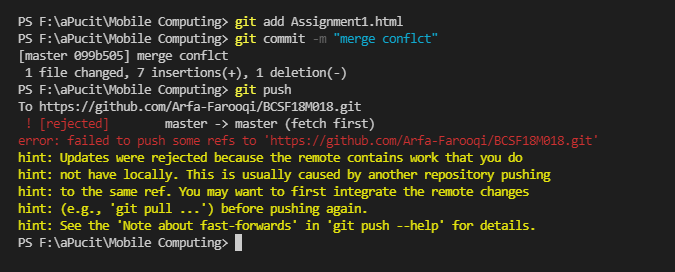 PS F:\aPucit\Mobile Computing> git add Assignment1.html
PS F:\aPucit\Mobile Computing> git commit -m "merge conflct"
[master 099b505] merge conflct
 1 file changed, 7 insertions(+), 1 deletion(-)
PS F:\aPucit\Mobile Computing> git push
To https://github.com/Arfa-Farooqi/BCSF18M018.git
 ! [rejected]        master -> master (fetch first)
error: failed to push some refs to 'https://github.com/Arfa-Farooqi/BCSF18M018.git'
hint: Updates were rejected because the remote contains work that you do
hint: not have locally. This is usually caused by another repository pushing
hint: to the same ref. You may want to first integrate the remote changes
hint: (e.g., 'git pull ...') before pushing again.
hint: See the 'Note about fast-forwards' in 'git push --help' for details.
PS F:\aPucit\Mobile Computing>